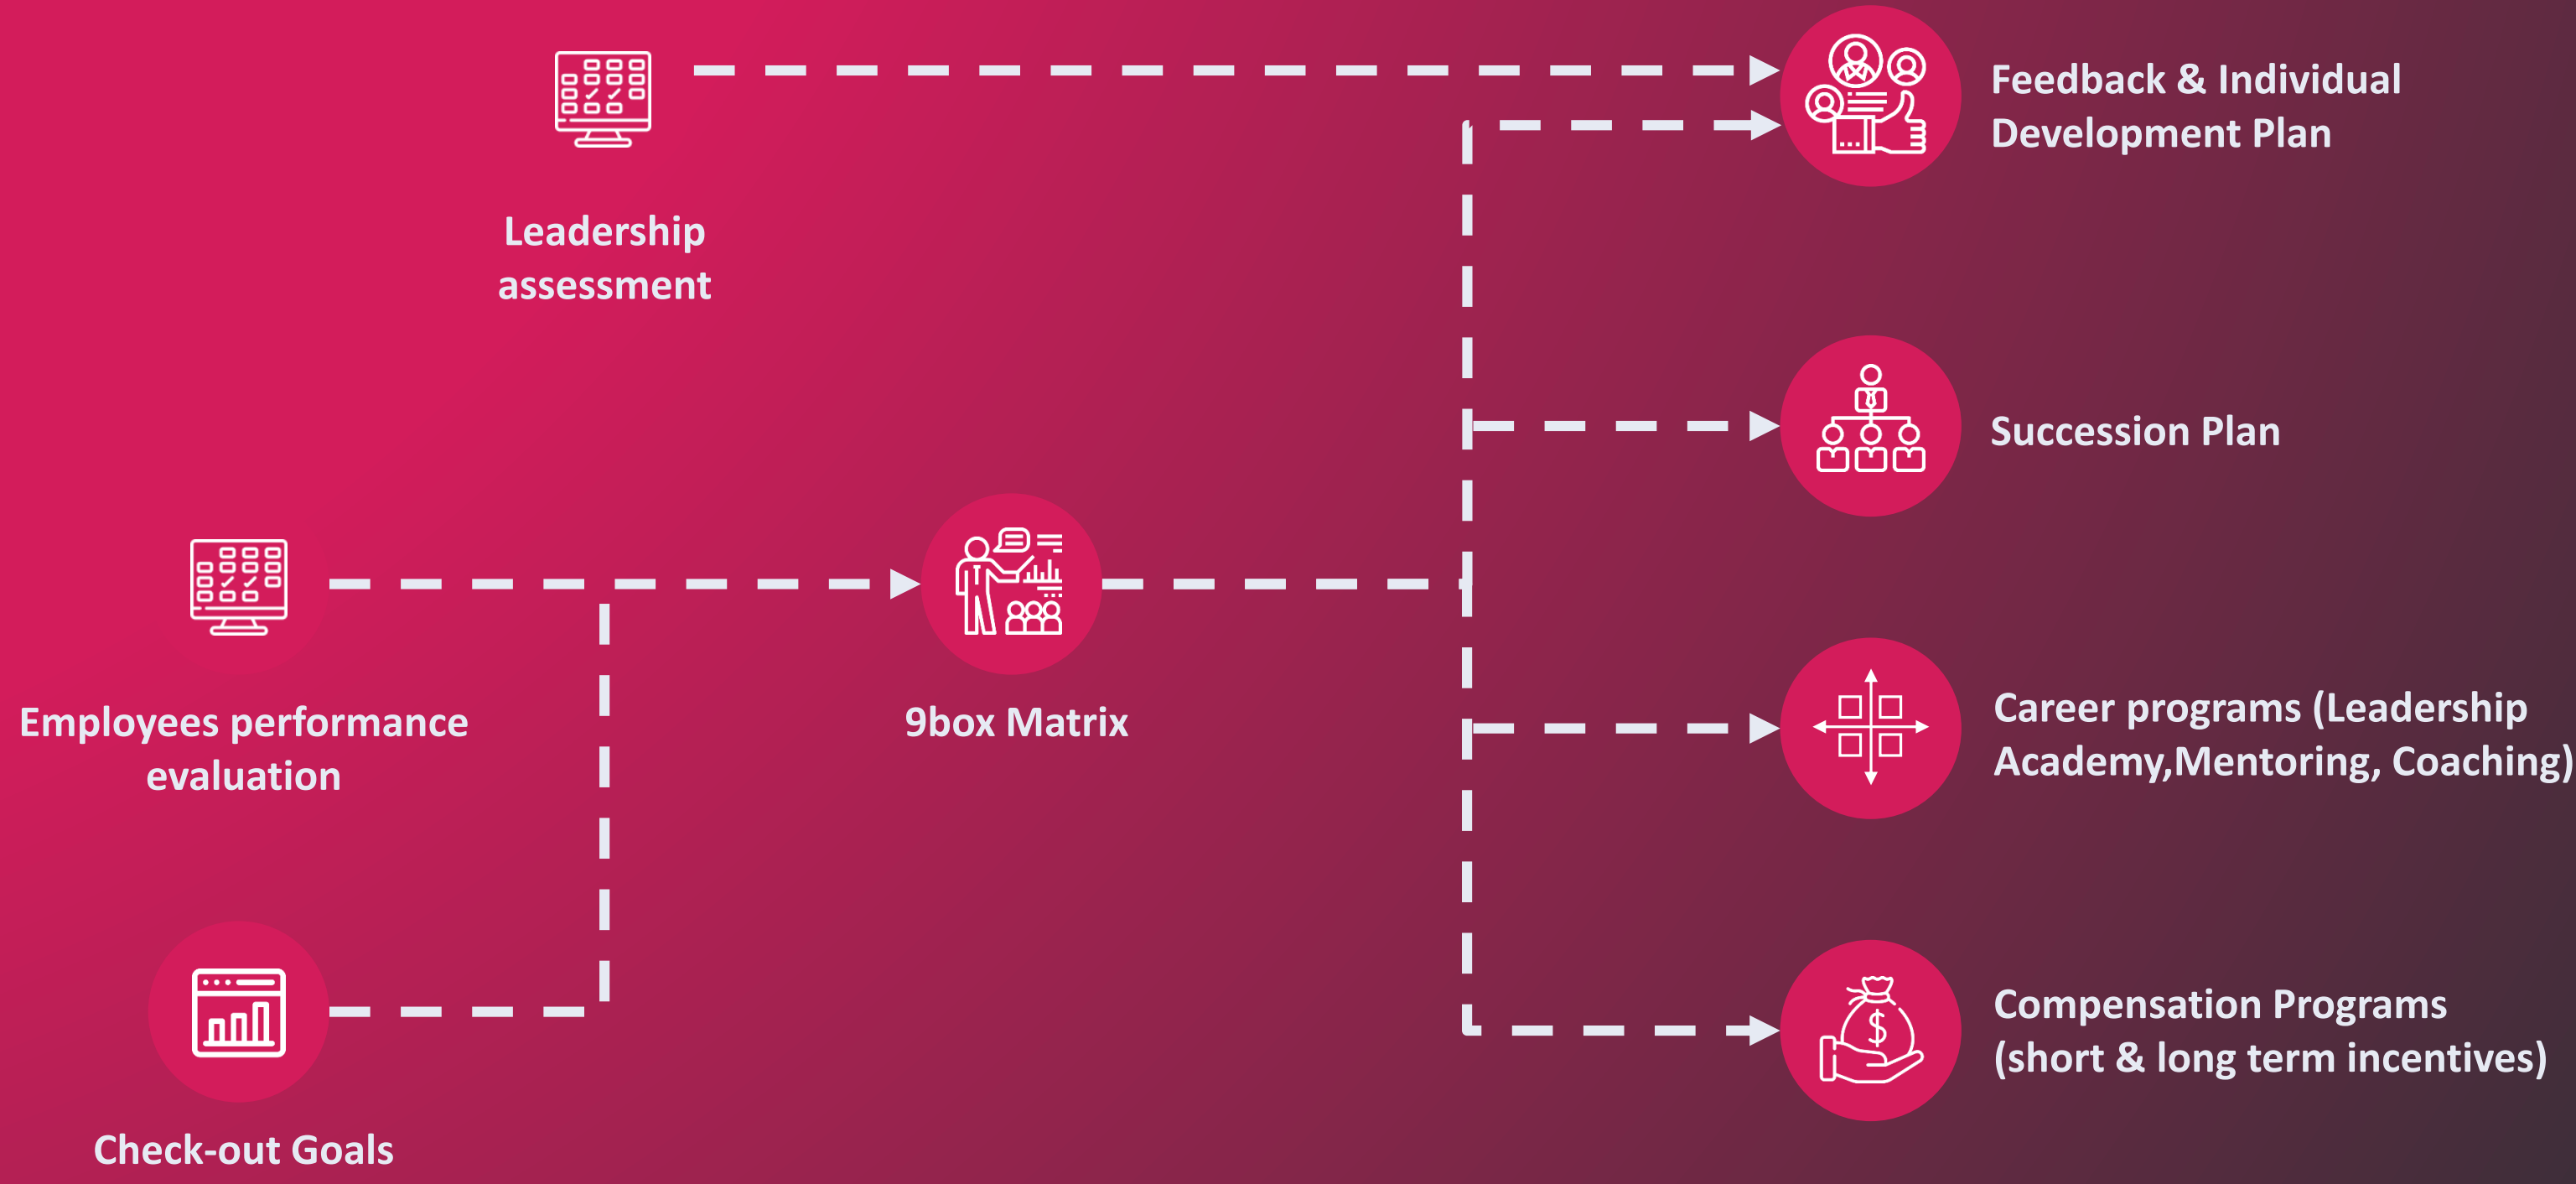 Leadership
assessment
Feedback & Individual
Development Plan
Succession Plan
Employees performance
evaluation
9box Matrix
Career programs (Leadership
Academy,Mentoring, Coaching)
Check-out Goals
Compensation Programs
(short & long term incentives)
$